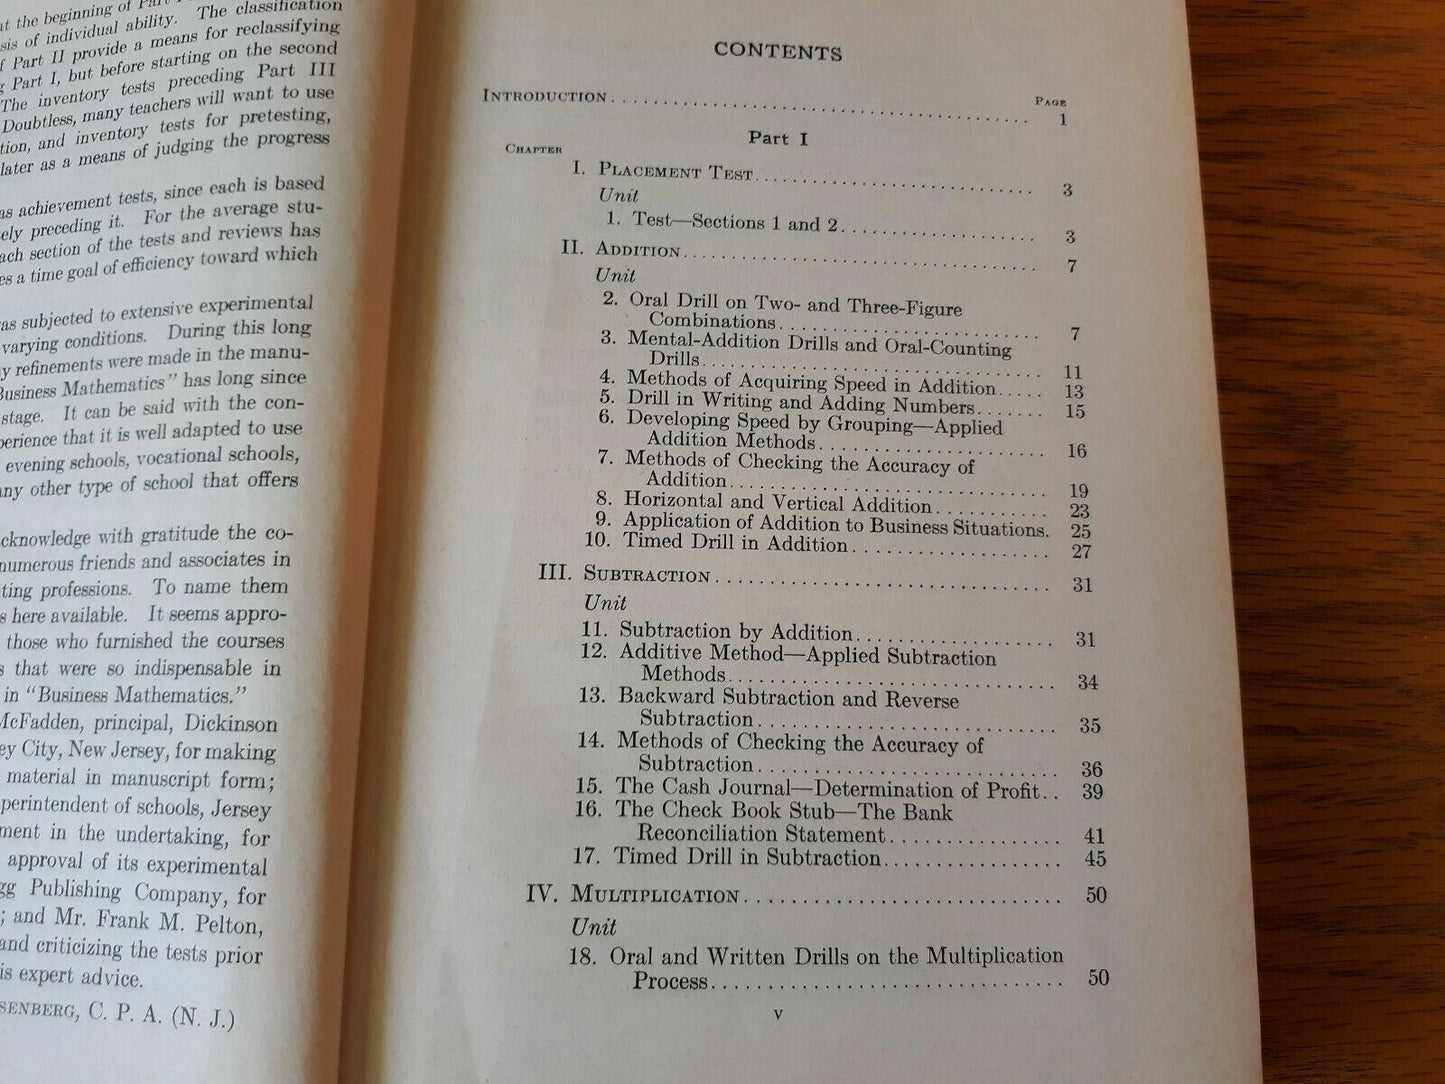 at the beginning of Part
sis of individual ability. The classification
f Part II provide a means for reclassifying
g Part I, but before starting on the second
The inventory tests preceding Part III
Doubtless, many teachers will want to use
tion, and inventory tests for pretesting,
later as a means of judging the progress
as achievement tests, since each is based
ely preceding it. For the average stu-
ach section of the tests and reviews has
es a time goal of efficiency toward which
as subjected to extensive experimental
varying conditions. During this long
y refinements were made in the manu-
Business Mathematics" has long since
stage. It can be said with the con-
perience that it is well adapted to use
evening schools, vocational schools,
any other type of school that offers
cknowledge with gratitude the co-
numerous friends and associates in
ting professions. To name them
s here available. It seems appro-
those who furnished the courses
s that were so indispensable in
in "Business Mathematics."
McFadden, principal, Dickinson
ey City, New Jersey, for making
material in manuscript form;
perintendent of schools, Jersey
ment in the undertaking, for
approval of its experimental
gg Publishing Company, for
; and Mr. Frank M. Pelton,
and criticizing the tests prior
is expert advice.
SENBERG, C. P. A. (N. J.)
CONTENTS
PAGE
INTRODUCTION 1
Part I
CHAPTER
I. PLACEMENT TEST 3
Unit
1. Test—Sections 1 and 2 3
II. ADDITION 7
Unit
2. Oral Drill on Two- and Three-Figure
Combinations 7
3. Mental-Addition Drills and Oral-Counting
Drills 11
4. Methods of Acquiring Speed in Addition 13
5. Drill in Writing and Adding Numbers 15
6. Developing Speed by Grouping—Applied
Addition Methods 16
7. Methods of Checking the Accuracy of
Addition 19
8. Horizontal and Vertical Addition 23
9. Application of Addition to Business Situations. 25
10. Timed Drill in Addition 27
III. SUBTRACTION 31
Unit
11. Subtraction by Addition 31
12. Additive Method—Applied Subtraction
Methods 34
13. Backward Subtraction and Reverse
Subtraction 35
14. Methods of Checking the Accuracy of
Subtraction 36
15. The Cash Journal—Determination of Profit 39
16. The Check Book Stub—The Bank
Reconciliation Statement 41
17. Timed Drill in Subtraction 45
IV. MULTIPLICATION 50
Unit
18. Oral and Written Drills on the Multiplication
Process 50
v